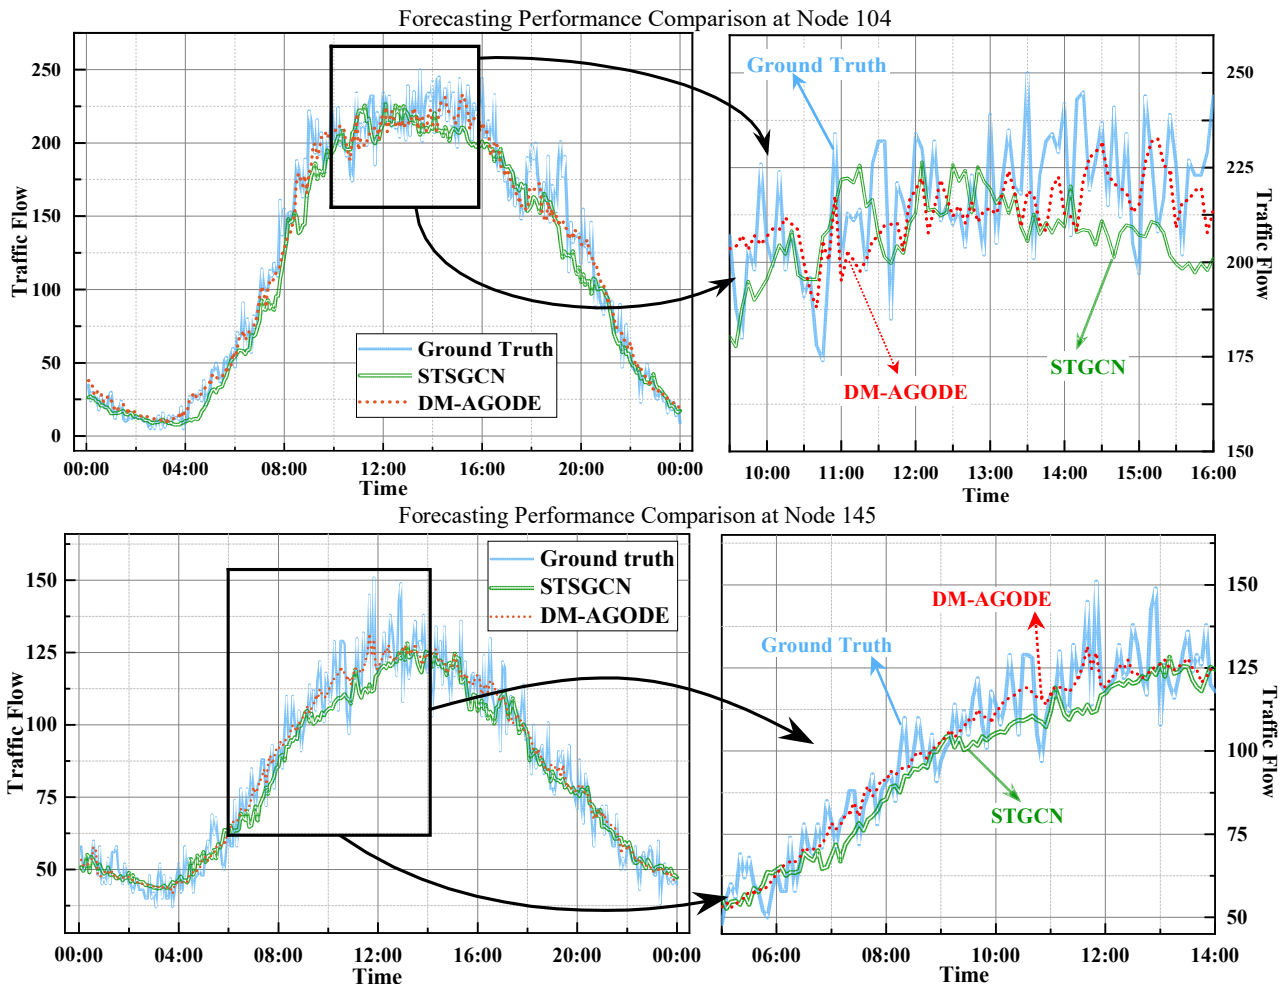 Forecasting Performance Comparison at Node 104
Traffic Flow
250
200
150
100
50
0
Ground Truth
STSGCN
DM-AGODE
00:00 04:00 08:00 12:00 16:00 20:00 00:00
Time
Ground Truth
DM-AGODE
STGCN
250
225
200
175
150
Traffic Flow
10:00 11:00 12:00 13:00 14:00 15:00 16:00
Time
Forecasting Performance Comparison at Node 145
Traffic Flow
150
125
100
75
50
Ground truth
STSGCN
DM-AGODE
00:00 04:00 08:00 12:00 16:00 20:00 00:00
Time
DM-AGODE
Ground Truth
STGCN
150
125
100
75
50
Traffic Flow
06:00 08:00 10:00 12:00 14:00
Time